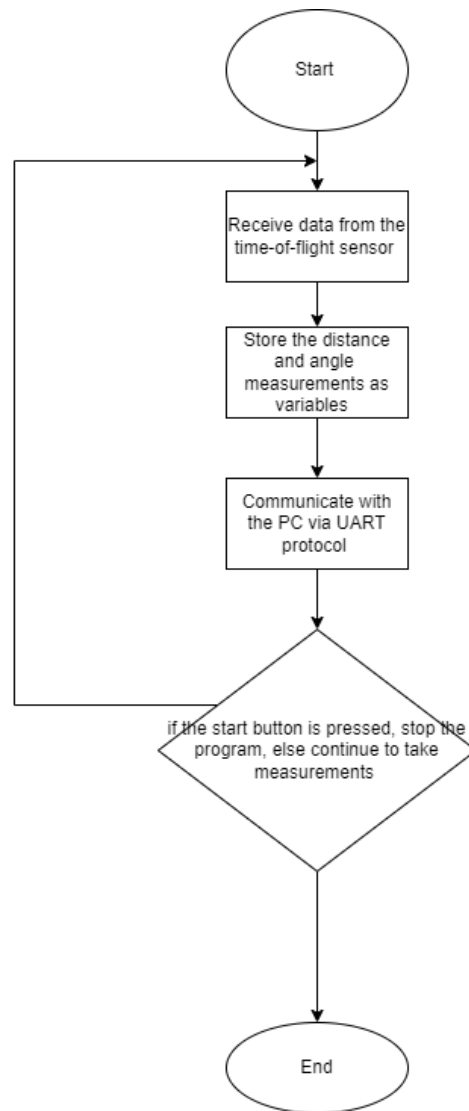 Start
Receive data from the
time-of-flight sensor
Store the distance
and angle
measurements as
variables
Communicate with
the PC via UART
protocol
if the start button is pressed, stop the
program, else continue to take
measurements
End